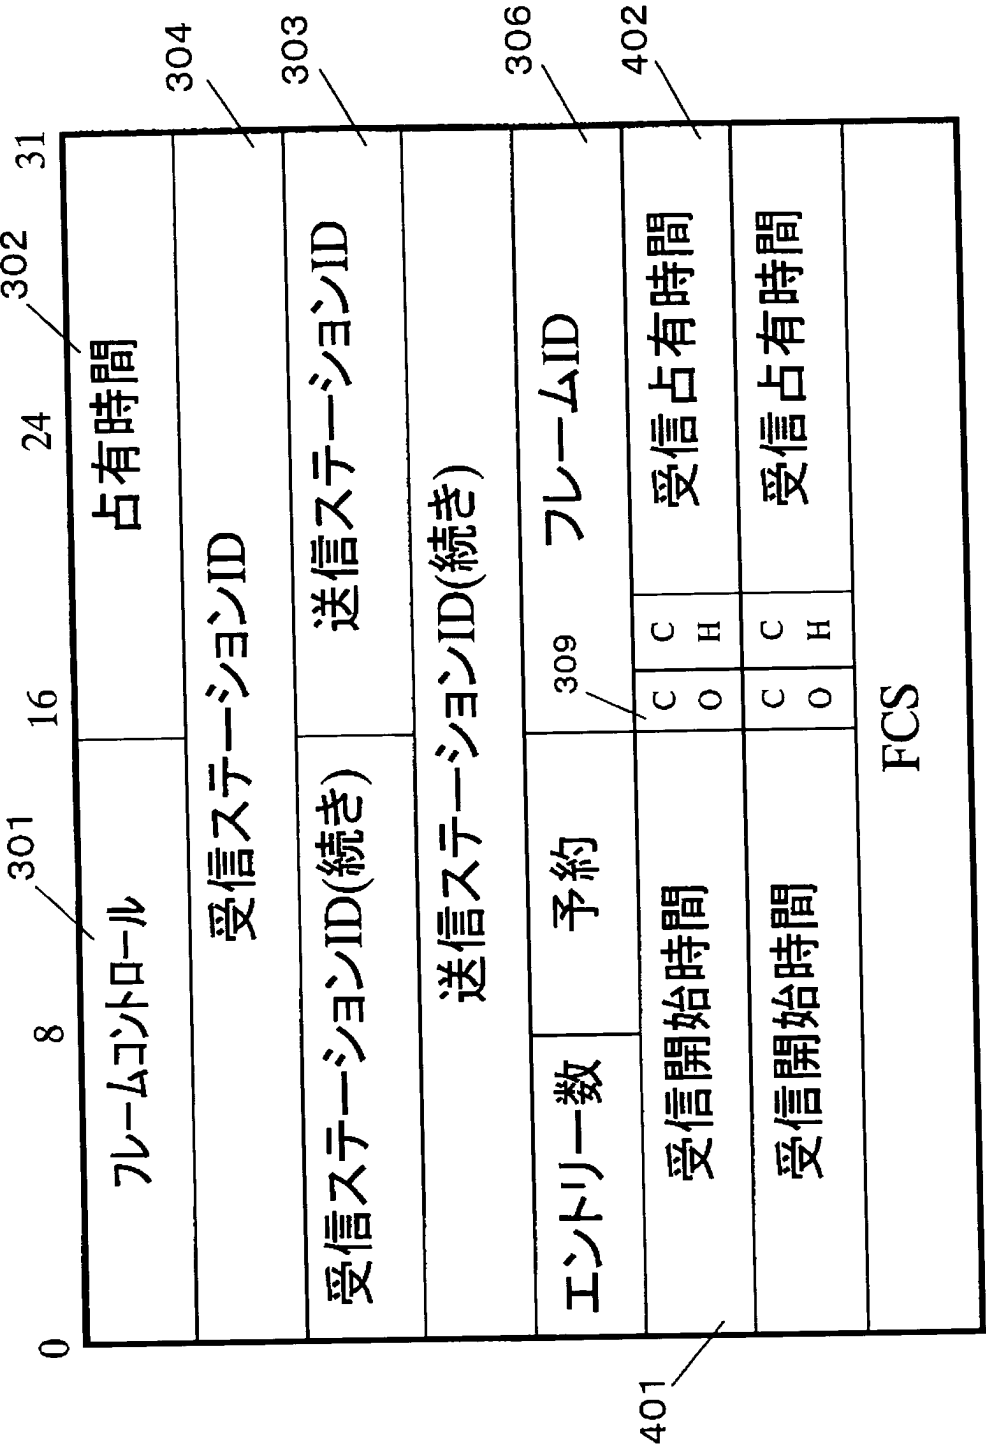 0 8 16 24 31
301 302
フレームコントロール 占有時間
304
受信ステーションID
303
受信ステーションID(続き) 送信ステーションID
送信ステーションID(続き)
306
エントリー数 予約 フレームID
309
401 402
受信開始時間 CO CH 受信占有時間
受信開始時間 CO CH 受信占有時間
FCS